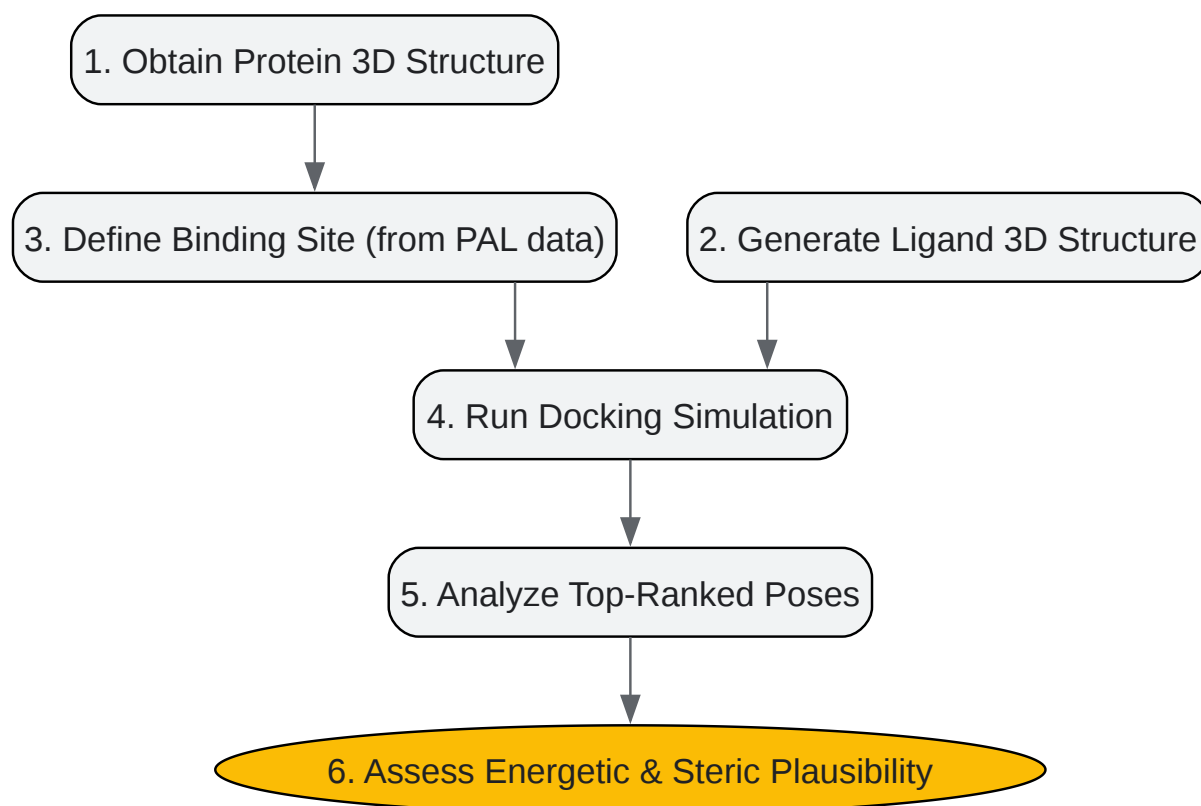 1. Obtain Protein 3D Structure
3. Define Binding Site (from PAL data)
2. Generate Ligand 3D Structure
4. Run Docking Simulation
5. Analyze Top-Ranked Poses
6. Assess Energetic & Steric Plausibility